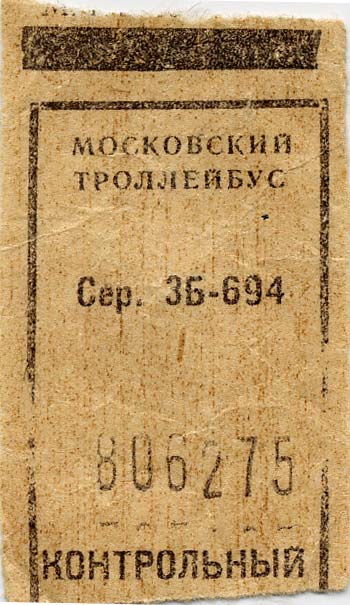 МОСКОВСКИЙ
ТРОЛЛЕЙБУС
Сер. ЗБ-694
806275
КОНТРОЛЬНЫЙ